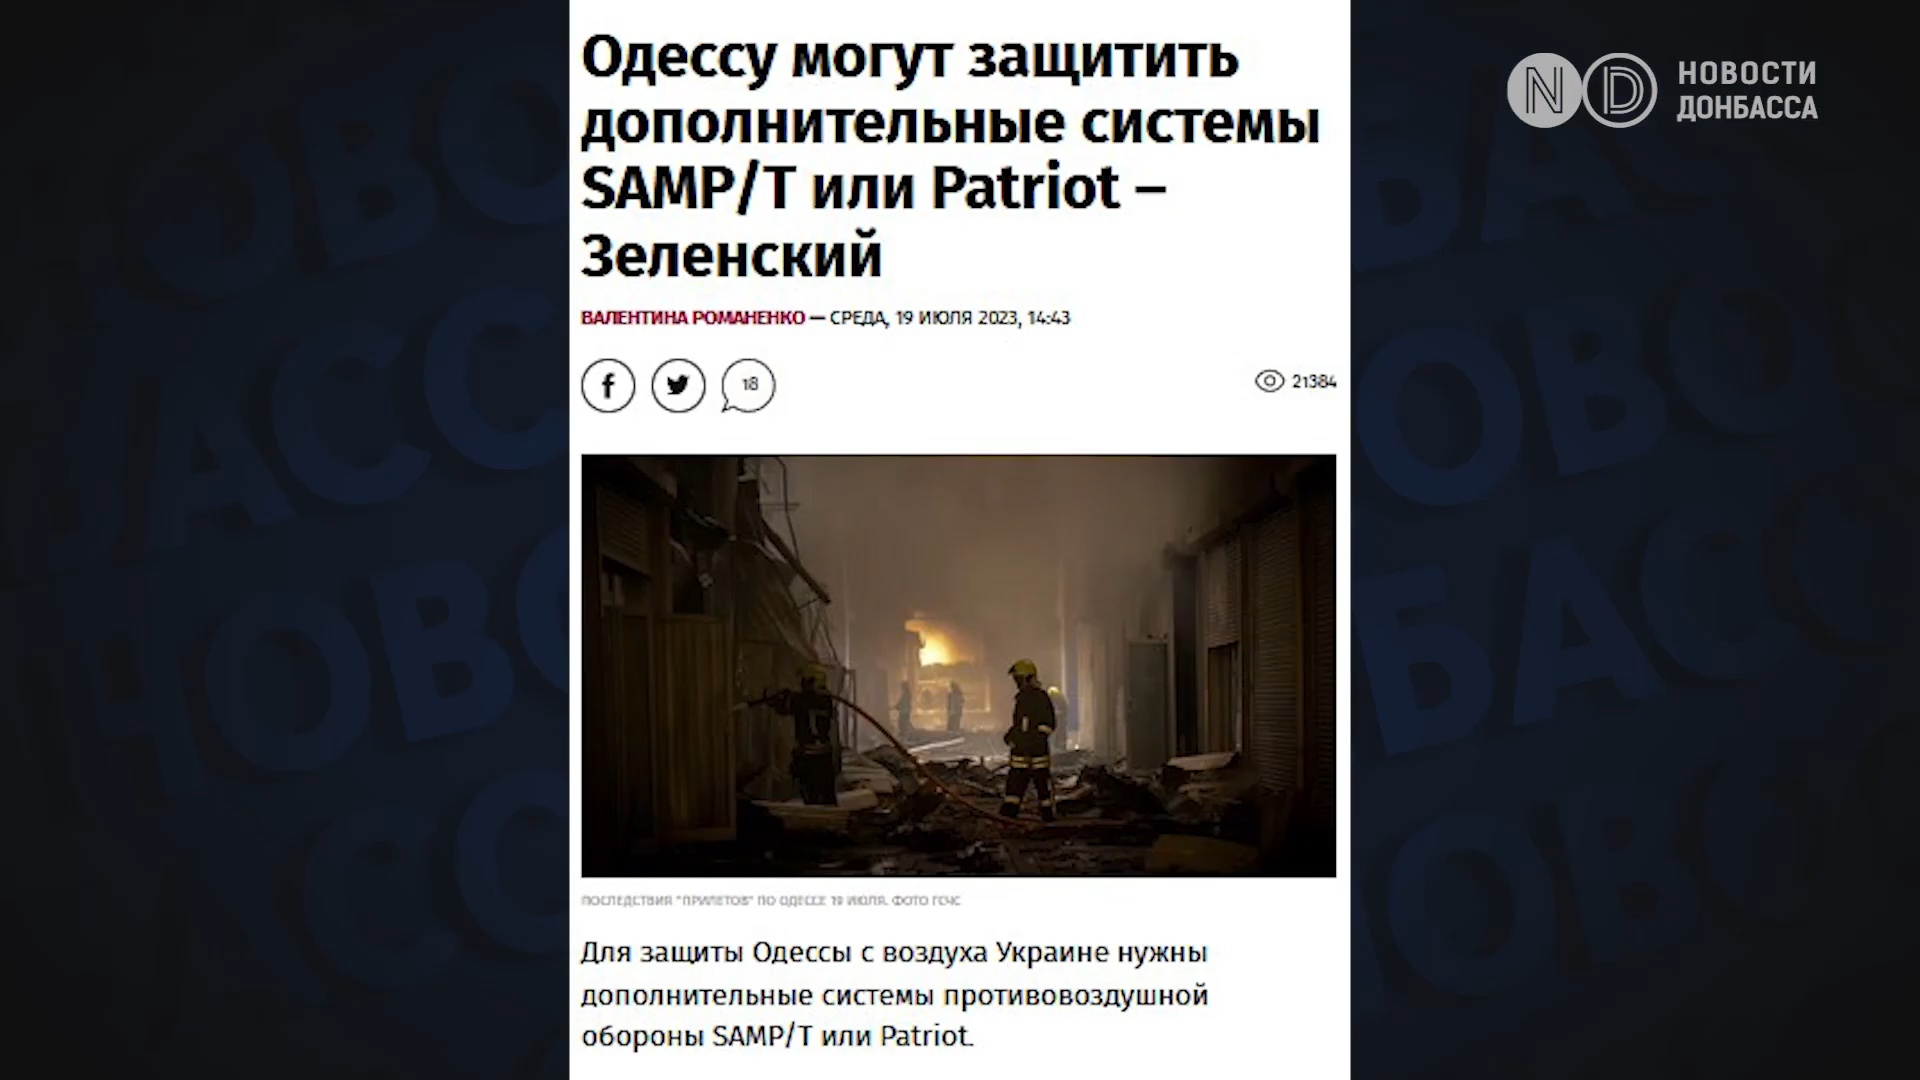 Одессу могут защитить
дополнительные системы
SAMP/T или Patriot –
Зеленский
ВАЛЕНТИНА РОМАНЕНКО — СРЕДА, 19 ИЮЛЯ 2023, 14:43
18
21384
ПОСЛЕДСТВИЯ "ПРИЛЕТОВ" ПО ОДЕССЕ 19 ИЮЛЯ. ФОТО ГСЧС
Для защиты Одессы с воздуха Украине нужны
дополнительные системы противовоздушной
обороны SAMP/T или Patriot.
ND
НОВОСТИ
ДОНБАССА